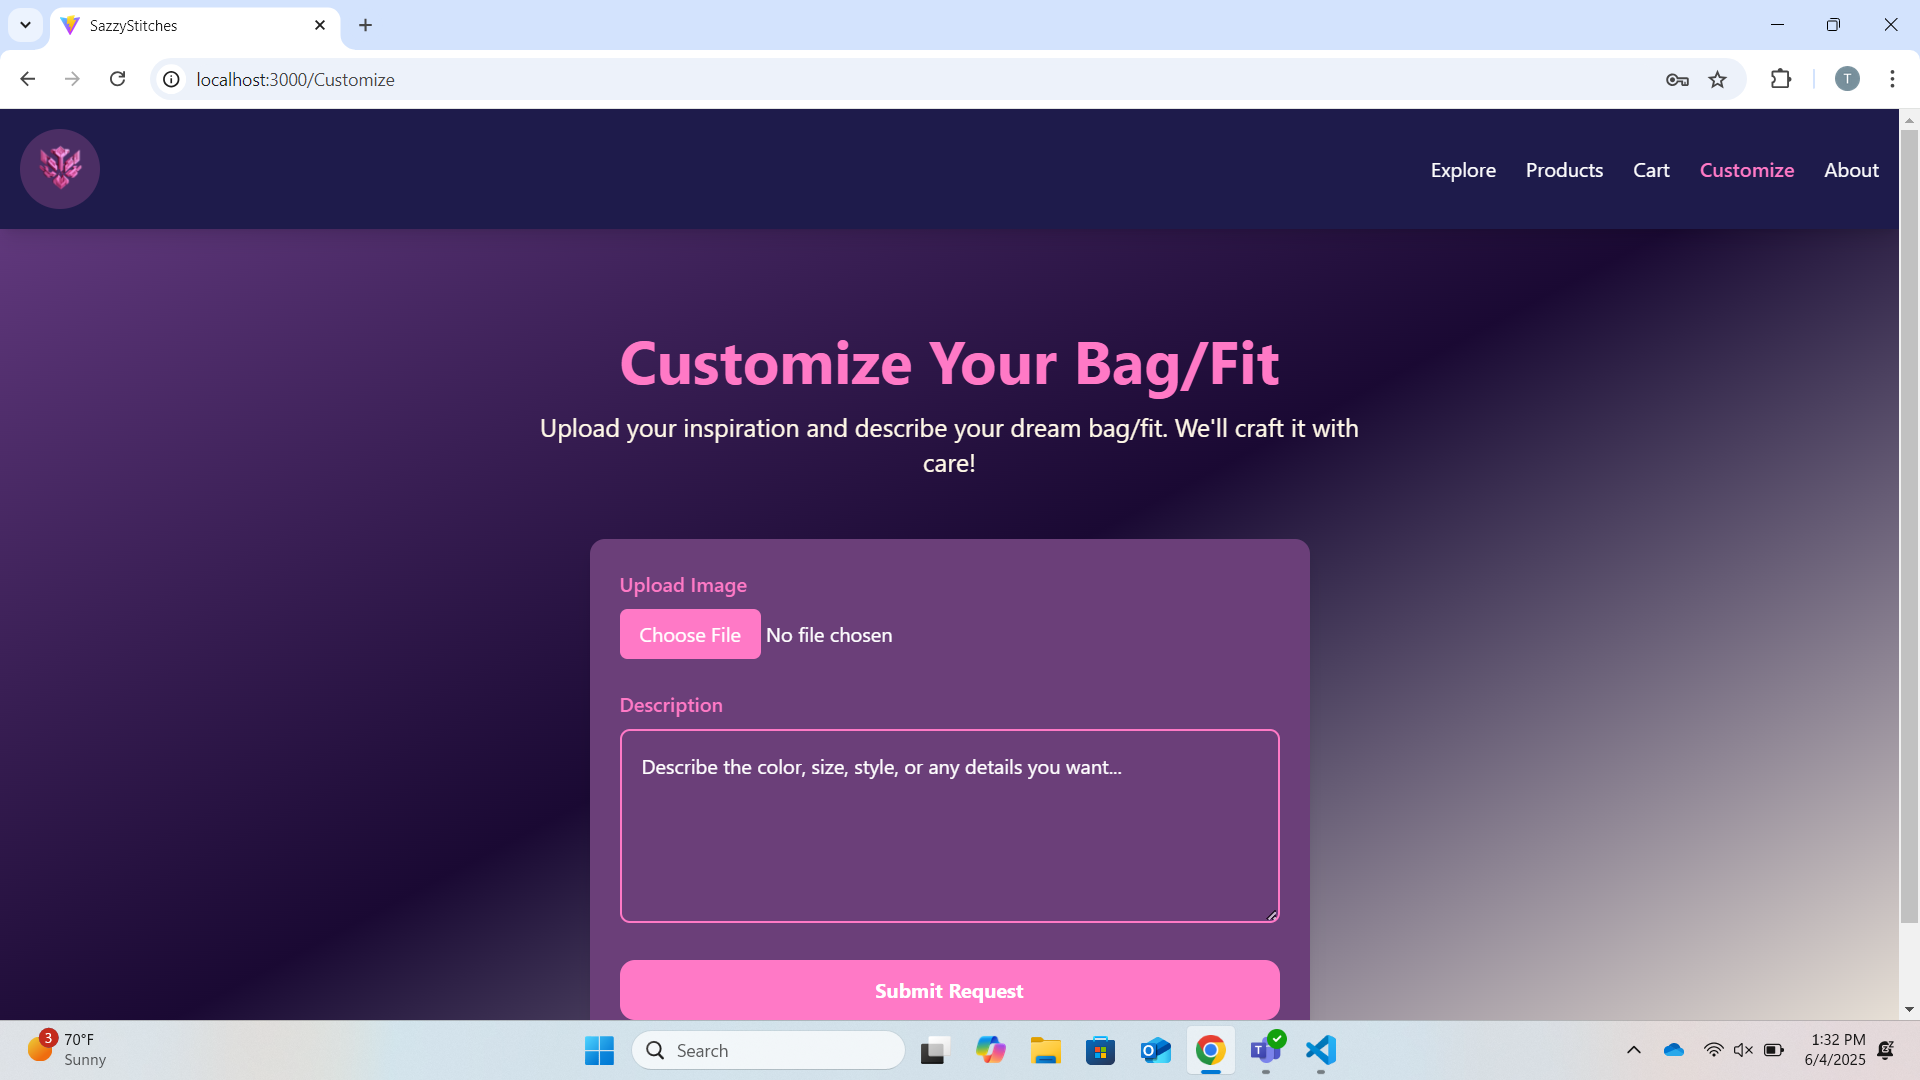 SazzyStitches
localhost:3000/Customize
T
Explore Products Cart Customize About
Customize Your Bag/Fit
Upload your inspiration and describe your dream bag/fit. We'll craft it with
care!
Upload Image
Choose File No file chosen
Description
Describe the color, size, style, or any details you want...
Submit Request
3
70°F
Sunny
Search
1:32 PM
6/4/2025